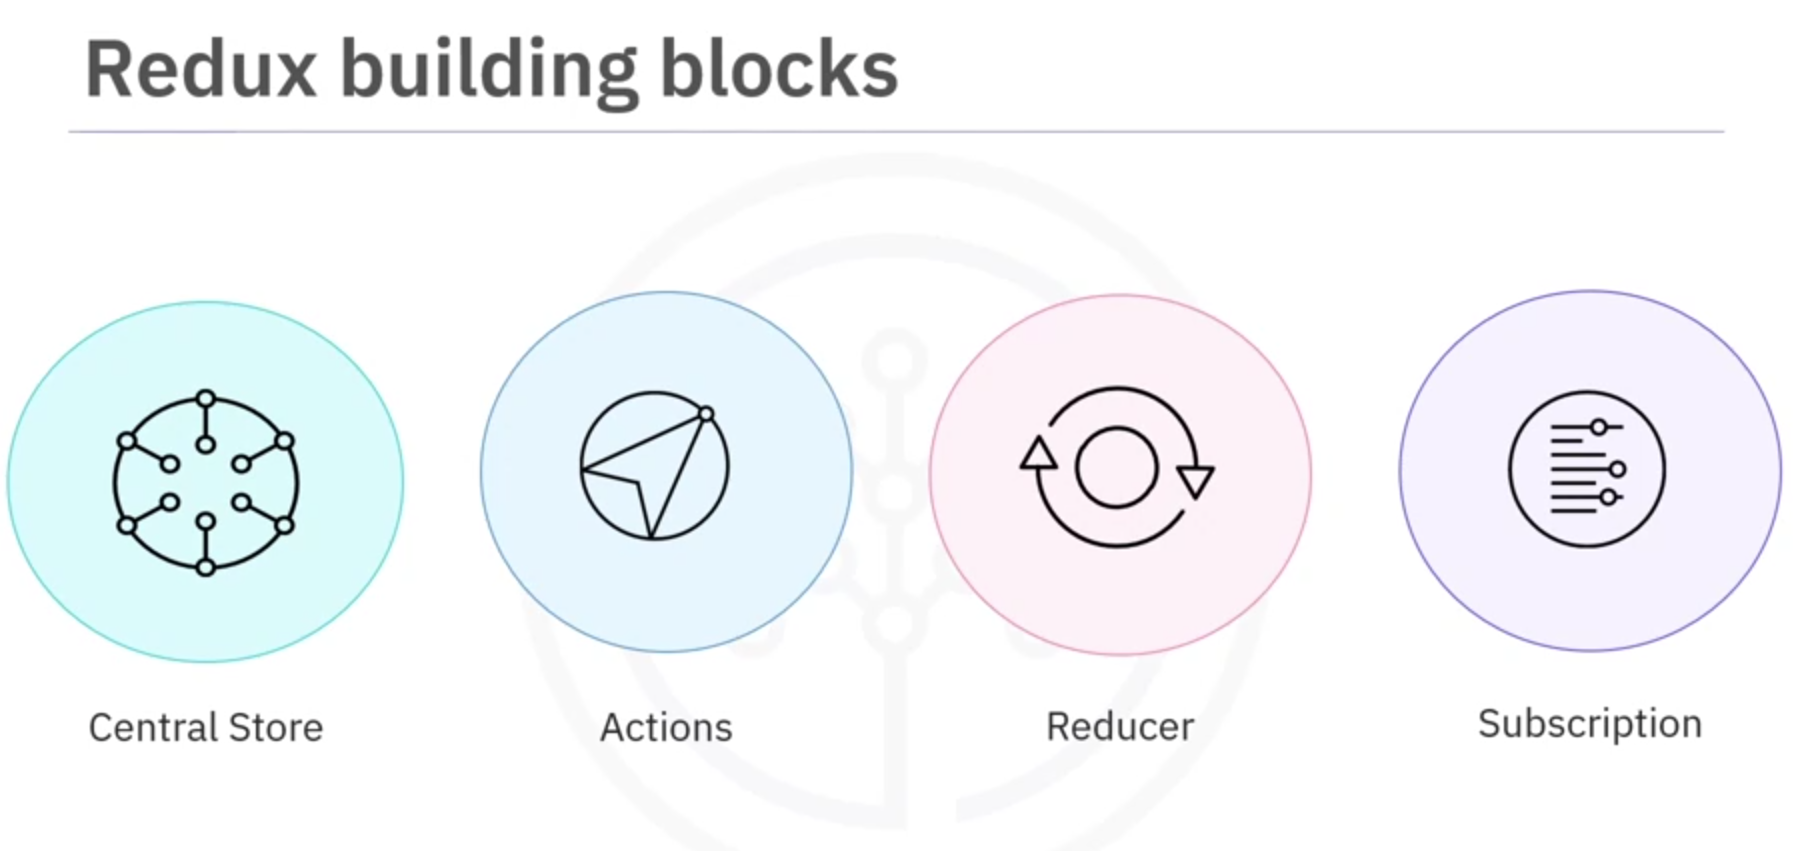 Redux building blocks
Central Store
Actions
Reducer
Subscription